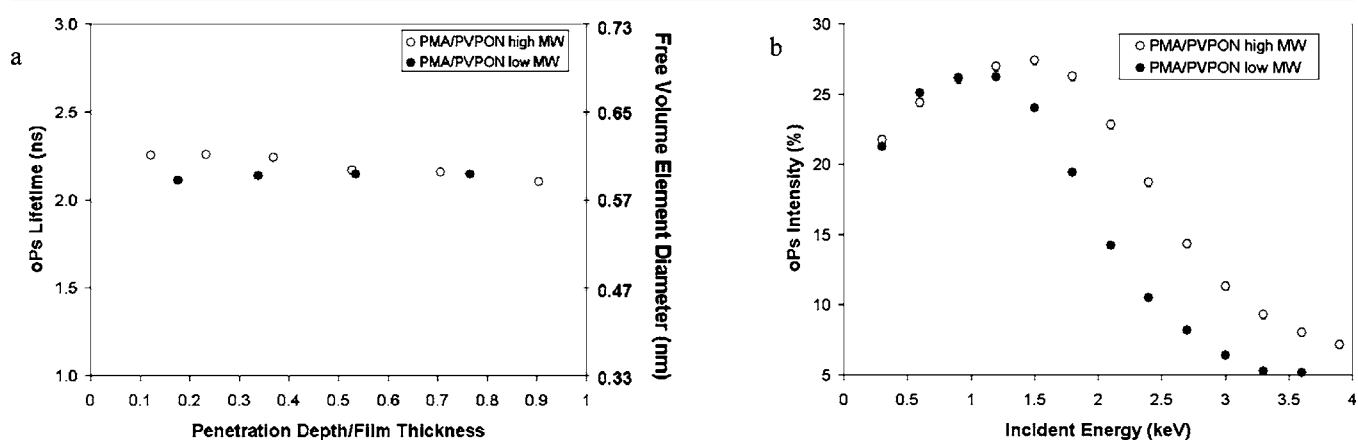 a
3.0
2.5
2.0
1.5
1.0
oPs Lifetime (ns)
PMA/PVPON high MW
PMA/PVPON low MW
0.73
0.65
0.57
0.47
0.33
Free Volume Element Diameter (nm)
0 0.1 0.2 0.3 0.4 0.5 0.6 0.7 0.8 0.9 1
Penetration Depth/Film Thickness
b
30
25
20
15
10
5
oPs Intensity (%)
PMA/PVPON high MW
PMA/PVPON low MW
0 0.5 1 1.5 2 2.5 3 3.5 4
Incident Energy (keV)